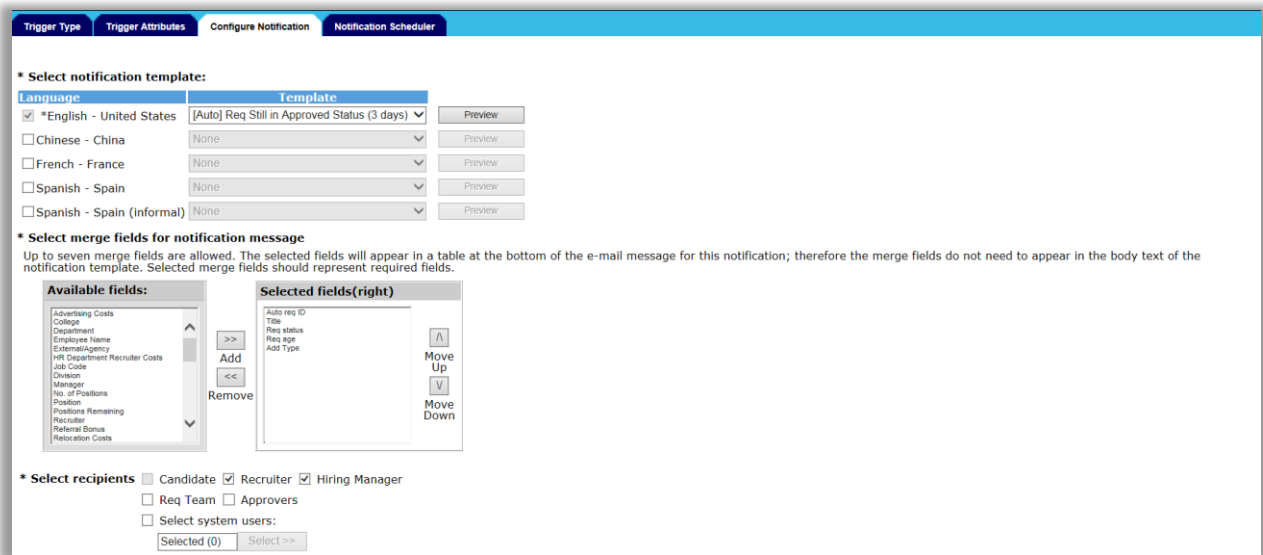 Trigger Type Trigger Attributes Configure Notification Notification Scheduler
* Select notification template:
Language Template
*English - United States [Auto] Req Still in Approved Status (3 days) Preview
Chinese - China None Preview
French - France None Preview
Spanish - Spain None Preview
Spanish - Spain (informal) None Preview
* Select merge fields for notification message
Up to seven merge fields are allowed. The selected fields will appear in a table at the bottom of the e-mail message for this notification; therefore the merge fields do not need to appear in the body text of the
notification template. Selected merge fields should represent required fields.
Available fields: Selected fields(right)
Advertising Costs
College
Department
Employee Name
External/Agency
HR Department Recruiter Costs
Job Code
Division
Manager
No. of Positions
Position
Positions Remaining
Recruiter
Referral Bonus
Relocation Costs
>>
Add
<<
Remove
Auto req ID
Title
Req status
Req age
Add Type
/\
Move
Up
\/
Move
Down
* Select recipients Candidate Recruiter Hiring Manager
Req Team Approvers
Select system users:
Selected (0) Select >>